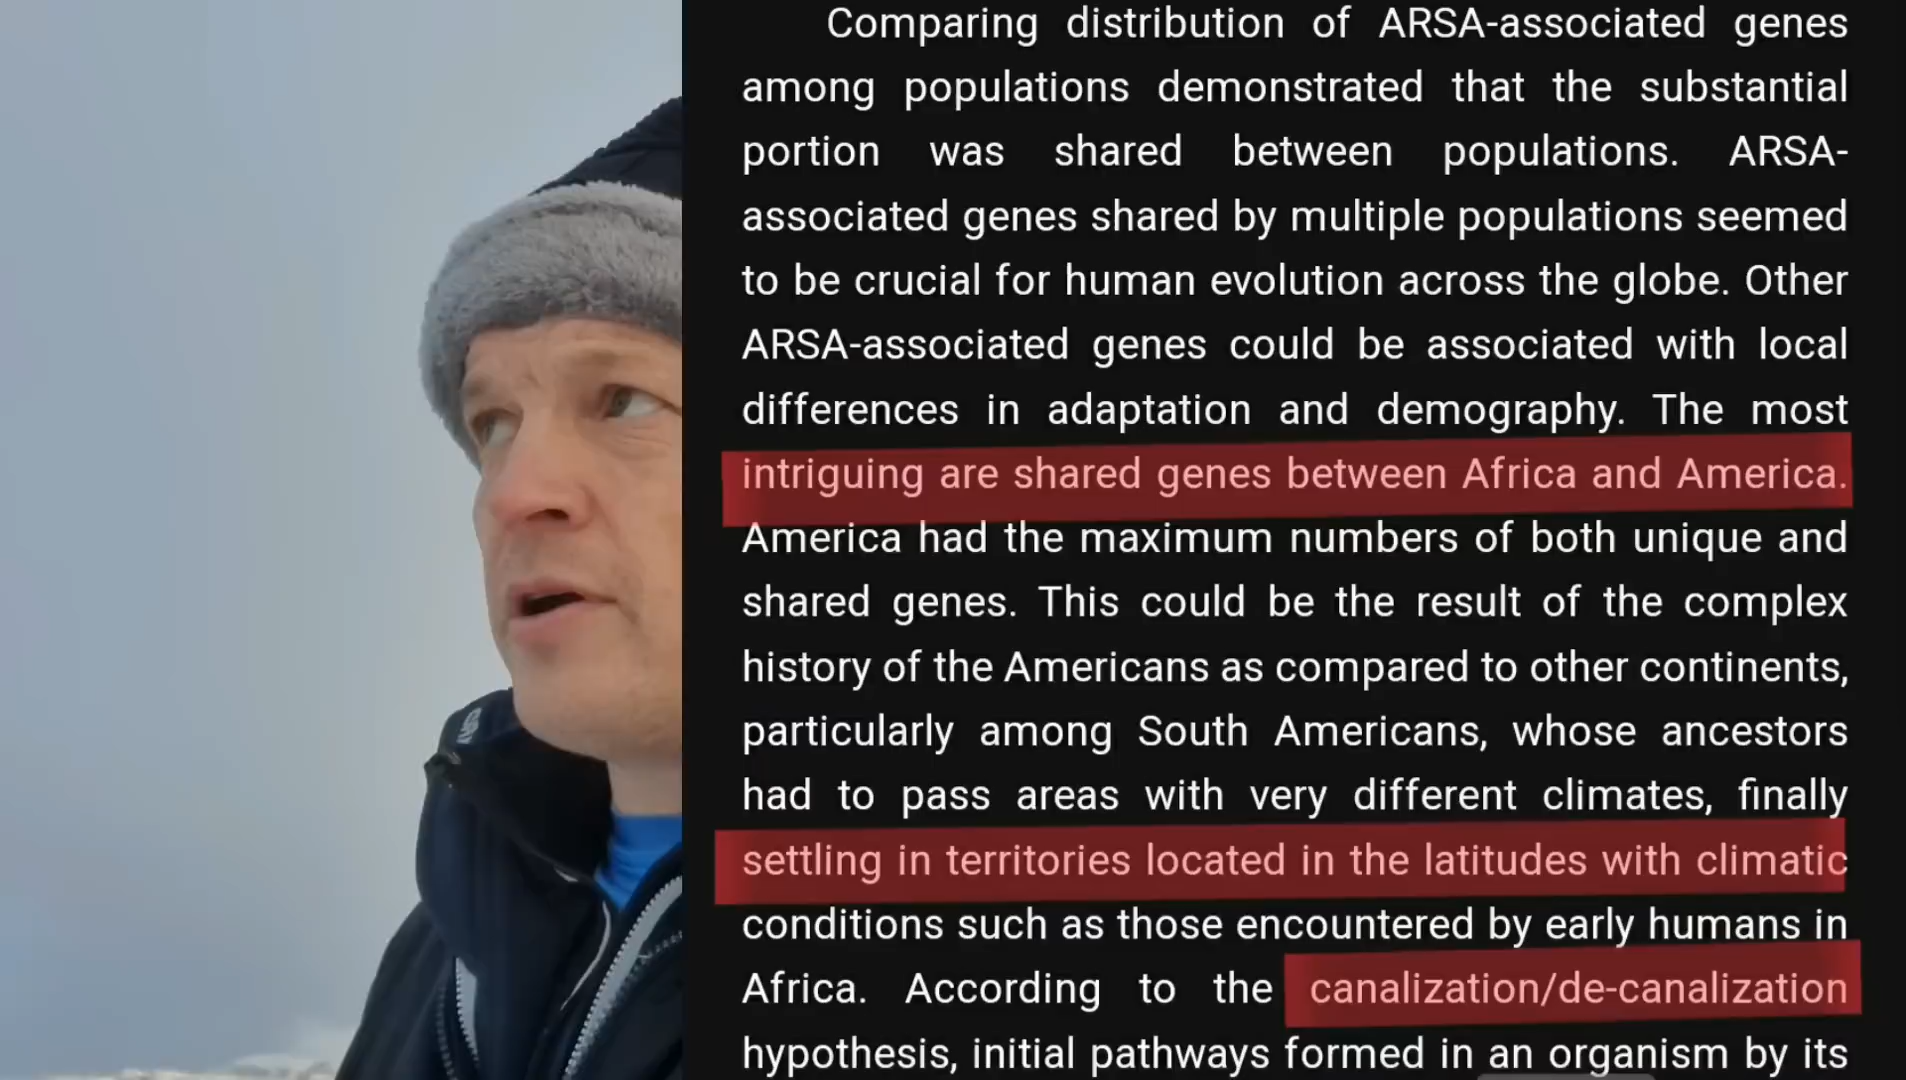 Comparing distribution of ARSA-associated genes
among populations demonstrated that the substantial
portion was shared between populations. ARSA-
associated genes shared by multiple populations seemed
to be crucial for human evolution across the globe. Other
ARSA-associated genes could be associated with local
differences in adaptation and demography. The most
intriguing are shared genes between Africa and America.
America had the maximum numbers of both unique and
shared genes. This could be the result of the complex
history of the Americans as compared to other continents,
particularly among South Americans, whose ancestors
had to pass areas with very different climates, finally
settling in territories located in the latitudes with climatic
conditions such as those encountered by early humans in
Africa. According to the canalization/de-canalization
hypothesis, initial pathways formed in an organism by its